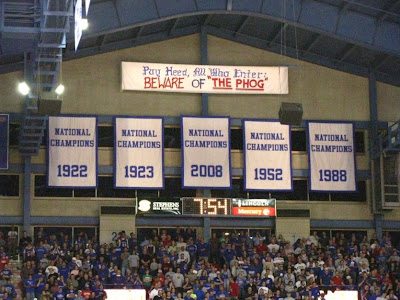 Pay Heed, All Who Enter:
BEWARE OF "THE PHOG"
NATIONAL
CHAMPIONS
1922
NATIONAL
CHAMPIONS
1923
NATIONAL
CHAMPIONS
2008
NATIONAL
CHAMPIONS
1952
NATIONAL
CHAMPIONS
1988
STEPHENS
7:54